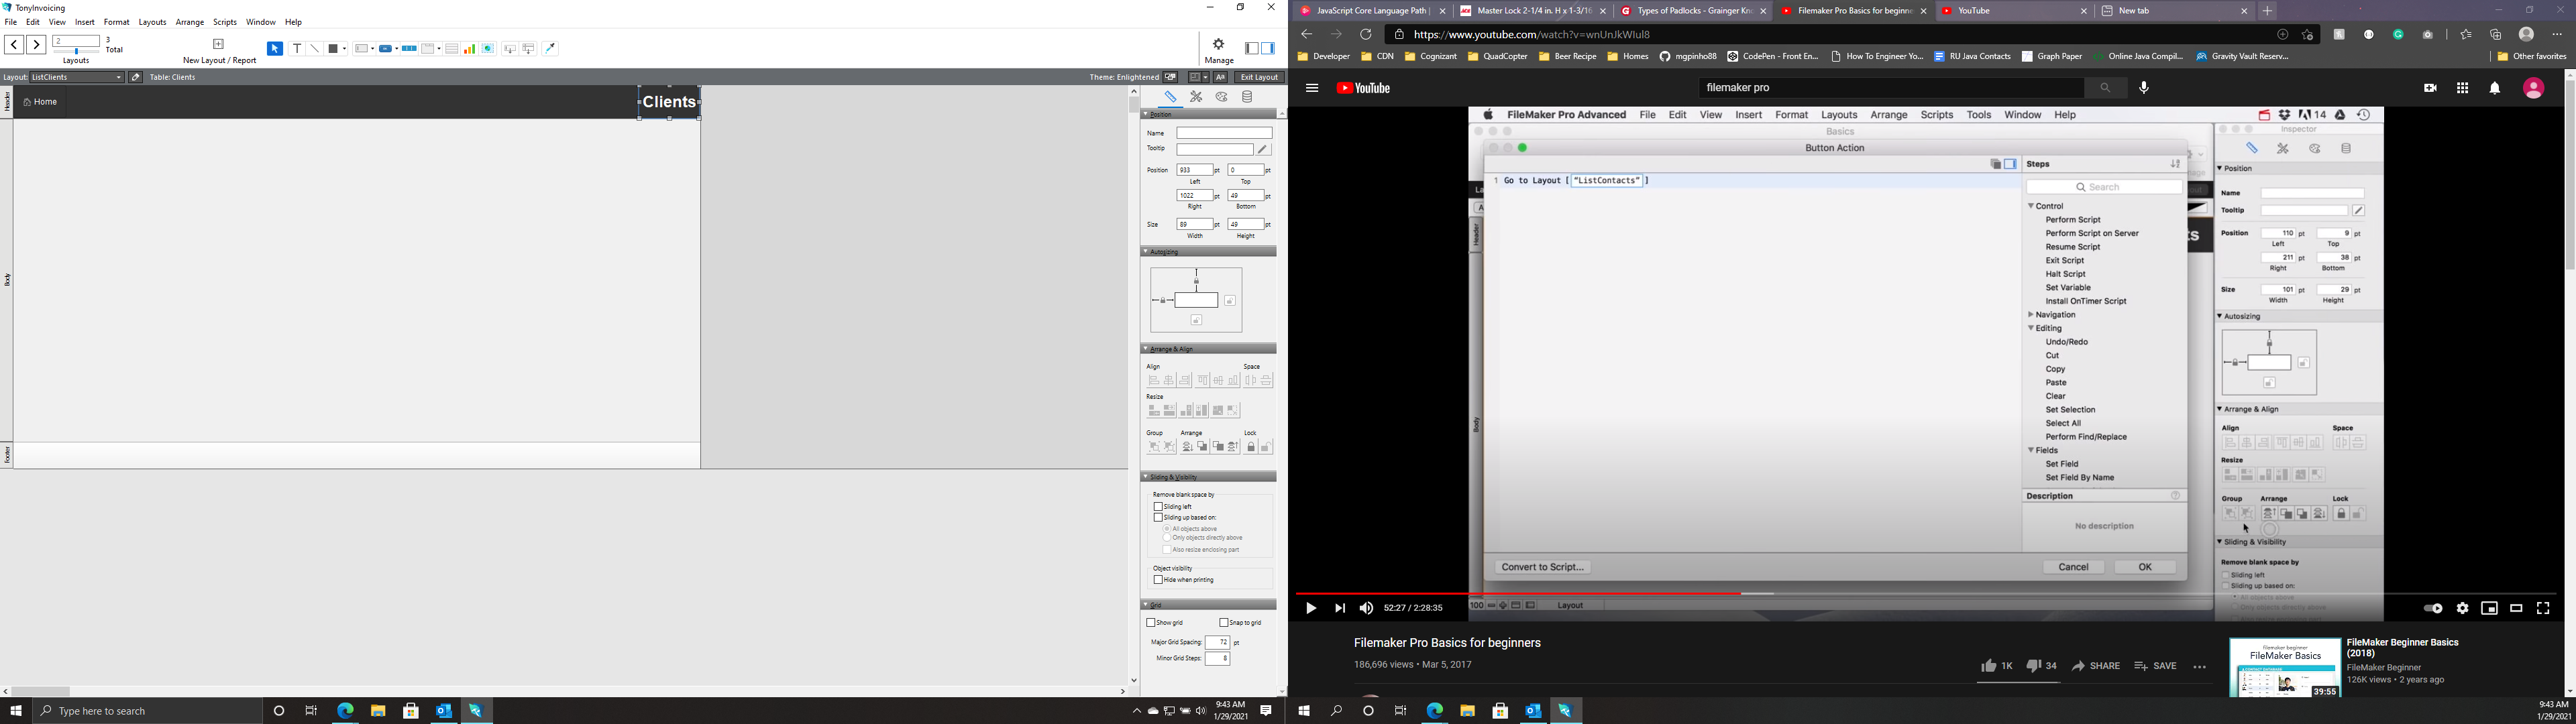 TonyInvoicing
File Edit View Insert Format Layouts Arrange Scripts Window Help
2
3
Total
Layouts
New Layout / Report
Manage
Layout: ListClients
Table: Clients
Theme: Enlightened
Aa
Exit Layout
Header
Home
Clients
Body
Footer
Position
Name
Tooltip
Position 933 pt 0 pt
Left Top
1022 pt 49 pt
Right Bottom
Size 89 pt 49 pt
Width Height
Autosizing
Arrange & Align
Align Space
Resize
Group Arrange Lock
Sliding & Visibility
Remove blank space by
Sliding left
Sliding up based on:
All objects above
Only objects directly above
Also resize enclosing part
Object visibility
Hide when printing
Grid
Show grid Snap to grid
Major Grid Spacing: 72 pt
Minor Grid Steps: 8
Type here to search
9:43 AM
1/29/2021
JavaScript Core Language Path |
Master Lock 2-1/4 in. H x 1-3/16
Types of Padlocks - Grainger Kno
Filemaker Pro Basics for beginne
YouTube
New tab
https://www.youtube.com/watch?v=wnUnJkWIuI8
Developer CDN Cognizant QuadCopter Beer Recipe Homes mgpinho88 CodePen - Front En... How To Engineer Yo... RU Java Contacts Graph Paper Online Java Compil... Gravity Vault Reserv... Other favorites
YouTube
filemaker pro
FileMaker Pro Advanced File Edit View Insert Format Layouts Arrange Scripts Tools Window Help 14
Basics
Inspector
Button Action
1 Go to Layout [ “ListContacts” ]
Steps
Search
Control
Perform Script
Perform Script on Server
Resume Script
Exit Script
Halt Script
Set Variable
Install OnTimer Script
Navigation
Editing
Undo/Redo
Cut
Copy
Paste
Clear
Set Selection
Select All
Perform Find/Replace
Fields
Set Field
Set Field By Name
Description
No description
Convert to Script...
Cancel
OK
Header
Body
Position
Name
Tooltip
Position 110 pt 9 pt
Left Top
211 pt 38 pt
Right Bottom
Size 101 pt 29 pt
Width Height
Autosizing
Arrange & Align
Align Space
Resize
Group Arrange Lock
Sliding & Visibility
Remove blank space by
Sliding left
Sliding up based on:
All objects above
100 Layout
52:27 / 2:28:35
Filemaker Pro Basics for beginners
186,696 views • Mar 5, 2017
1K 34 SHARE SAVE
filemaker beginner
FileMaker Basics
39:55
FileMaker Beginner Basics
(2018)
FileMaker Beginner
126K views • 2 years ago
9:43 AM
1/29/2021